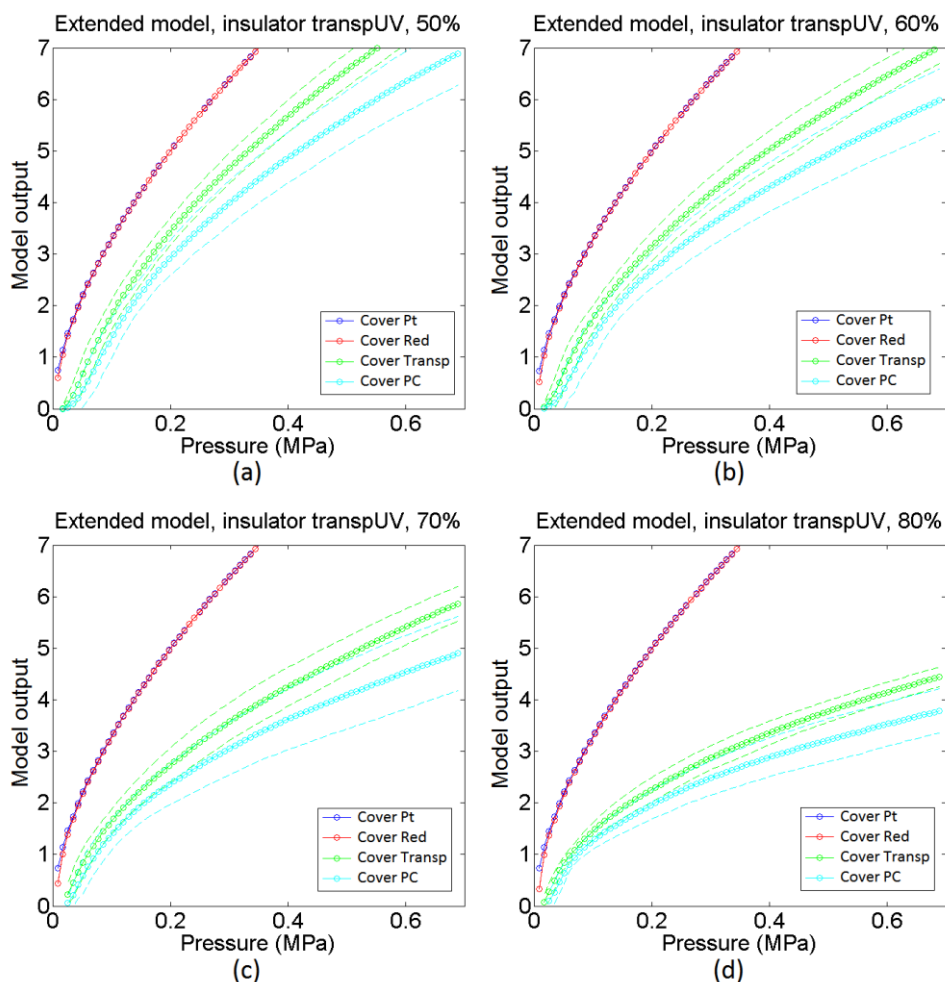 Extended model, insulator transpUV, 50%
7
6
5
4
3
2
1
0
Model output
Cover Pt
Cover Red
Cover Transp
Cover PC
0 0.2 0.4 0.6
Pressure (MPa)
(a)
Extended model, insulator transpUV, 60%
7
6
5
4
3
2
1
0
Model output
Cover Pt
Cover Red
Cover Transp
Cover PC
0 0.2 0.4 0.6
Pressure (MPa)
(b)
Extended model, insulator transpUV, 70%
7
6
5
4
3
2
1
0
Model output
Cover Pt
Cover Red
Cover Transp
Cover PC
0 0.2 0.4 0.6
Pressure (MPa)
(c)
Extended model, insulator transpUV, 80%
7
6
5
4
3
2
1
0
Model output
Cover Pt
Cover Red
Cover Transp
Cover PC
0 0.2 0.4 0.6
Pressure (MPa)
(d)